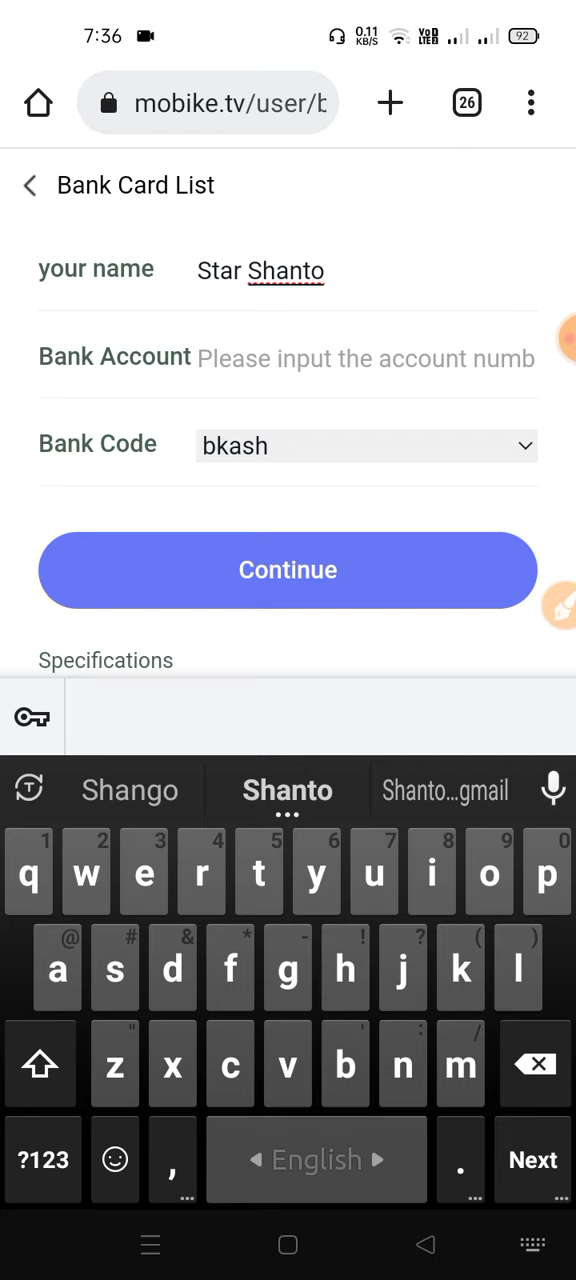 7:36 0.11 KB/S VoD LTE2 92
mobike.tv/user/b 26
Bank Card List
your name Star Shanto
Bank Account Please input the account numb
Bank Code bkash
Continue
Specifications
Shango Shanto Shanto...gmail
1 2 3 4 5 6 7 8 9 0
q w e r t y u i o p
@ # & * - ! ? ( )
a s d f g h j k l
" ' : /
z x c v b n m
?123 , English . Next